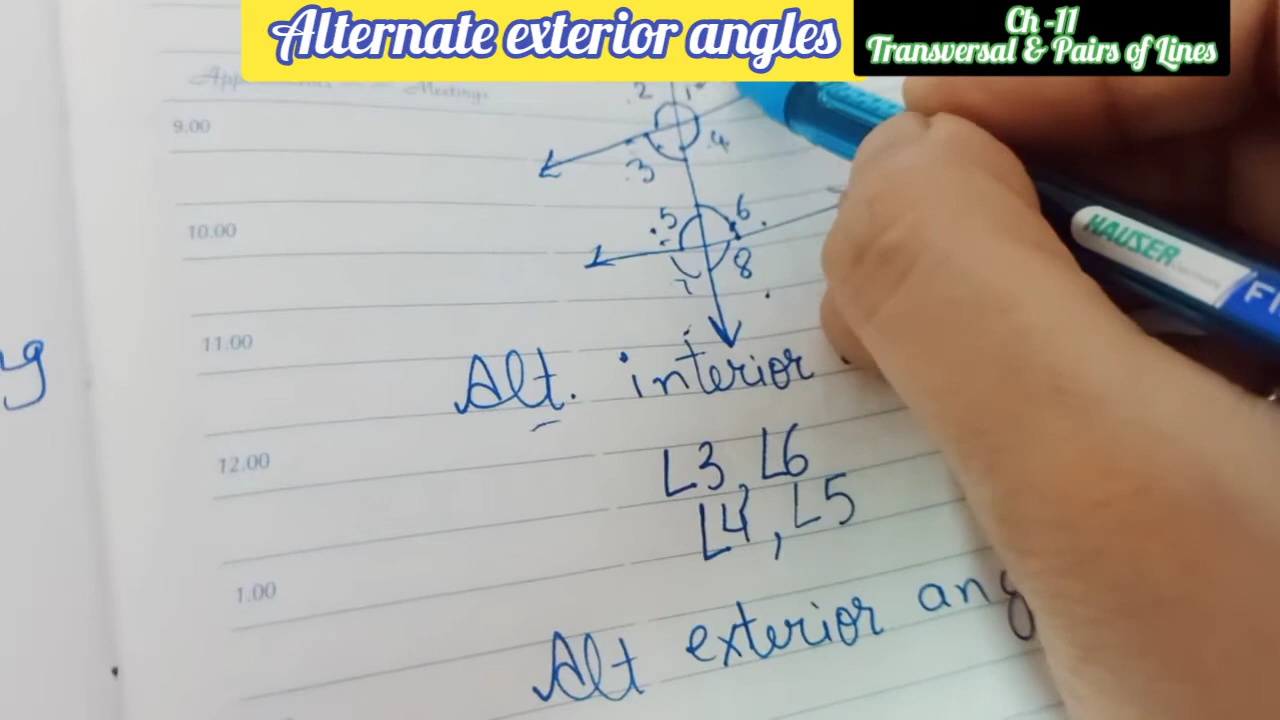 Alternate exterior angles
Ch -11
Transversal & Pairs of Lines
2 1
9.00
4
3
5 6
10.00
8
7
HAUSER
11.00
Alt. interior
12.00
∠3, ∠6
∠4, ∠5
1.00
Alt exterior ang
y